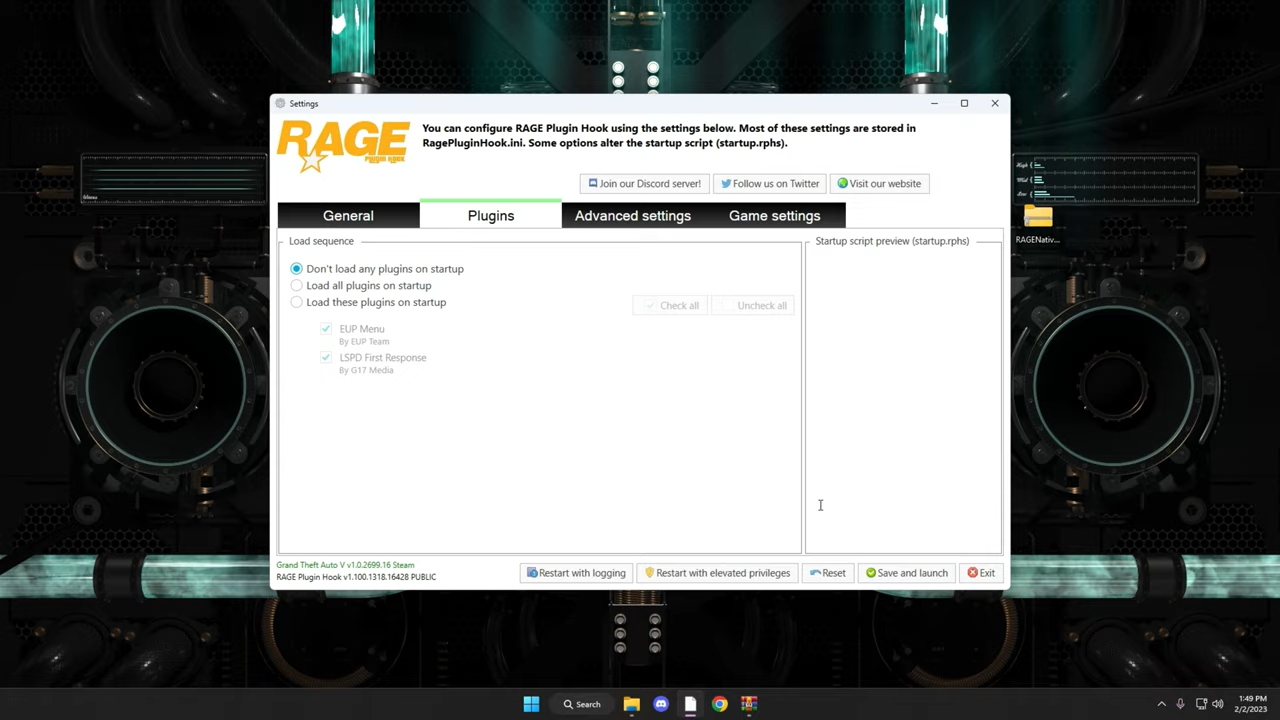 Settings
RAGE
PLUGIN HOOK
You can configure RAGE Plugin Hook using the settings below. Most of these settings are stored in
RagePluginHook.ini. Some options alter the startup script (startup.rphs).
Join our Discord server!
Follow us on Twitter
Visit our website
General
Plugins
Advanced settings
Game settings
Load sequence
Don't load any plugins on startup
Load all plugins on startup
Load these plugins on startup
Check all
Uncheck all
EUP Menu
By EUP Team
LSPD First Response
By G17 Media
Startup script preview (startup.rphs)
Grand Theft Auto V v1.0.2699.16 Steam
RAGE Plugin Hook v1.100.1318.16428 PUBLIC
Restart with logging
Restart with elevated privileges
Reset
Save and launch
Exit
High
Mid
Low
RAGENativ...
Search
1:49 PM
2/2/2023